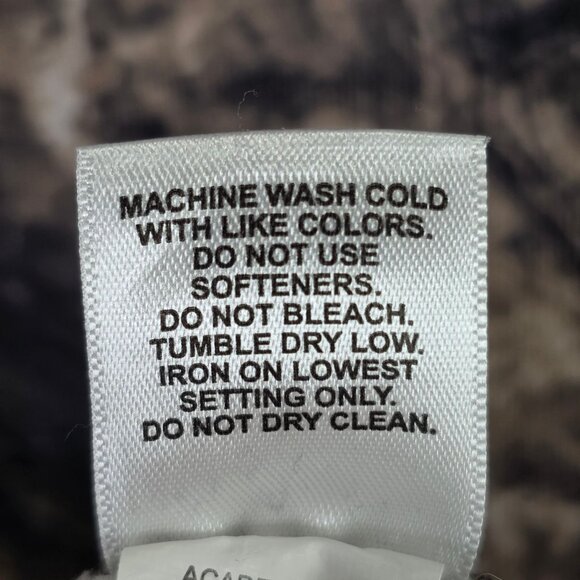 MACHINE WASH COLD
WITH LIKE COLORS.
DO NOT USE
SOFTENERS.
DO NOT BLEACH.
TUMBLE DRY LOW.
IRON ON LOWEST
SETTING ONLY.
DO NOT DRY CLEAN.